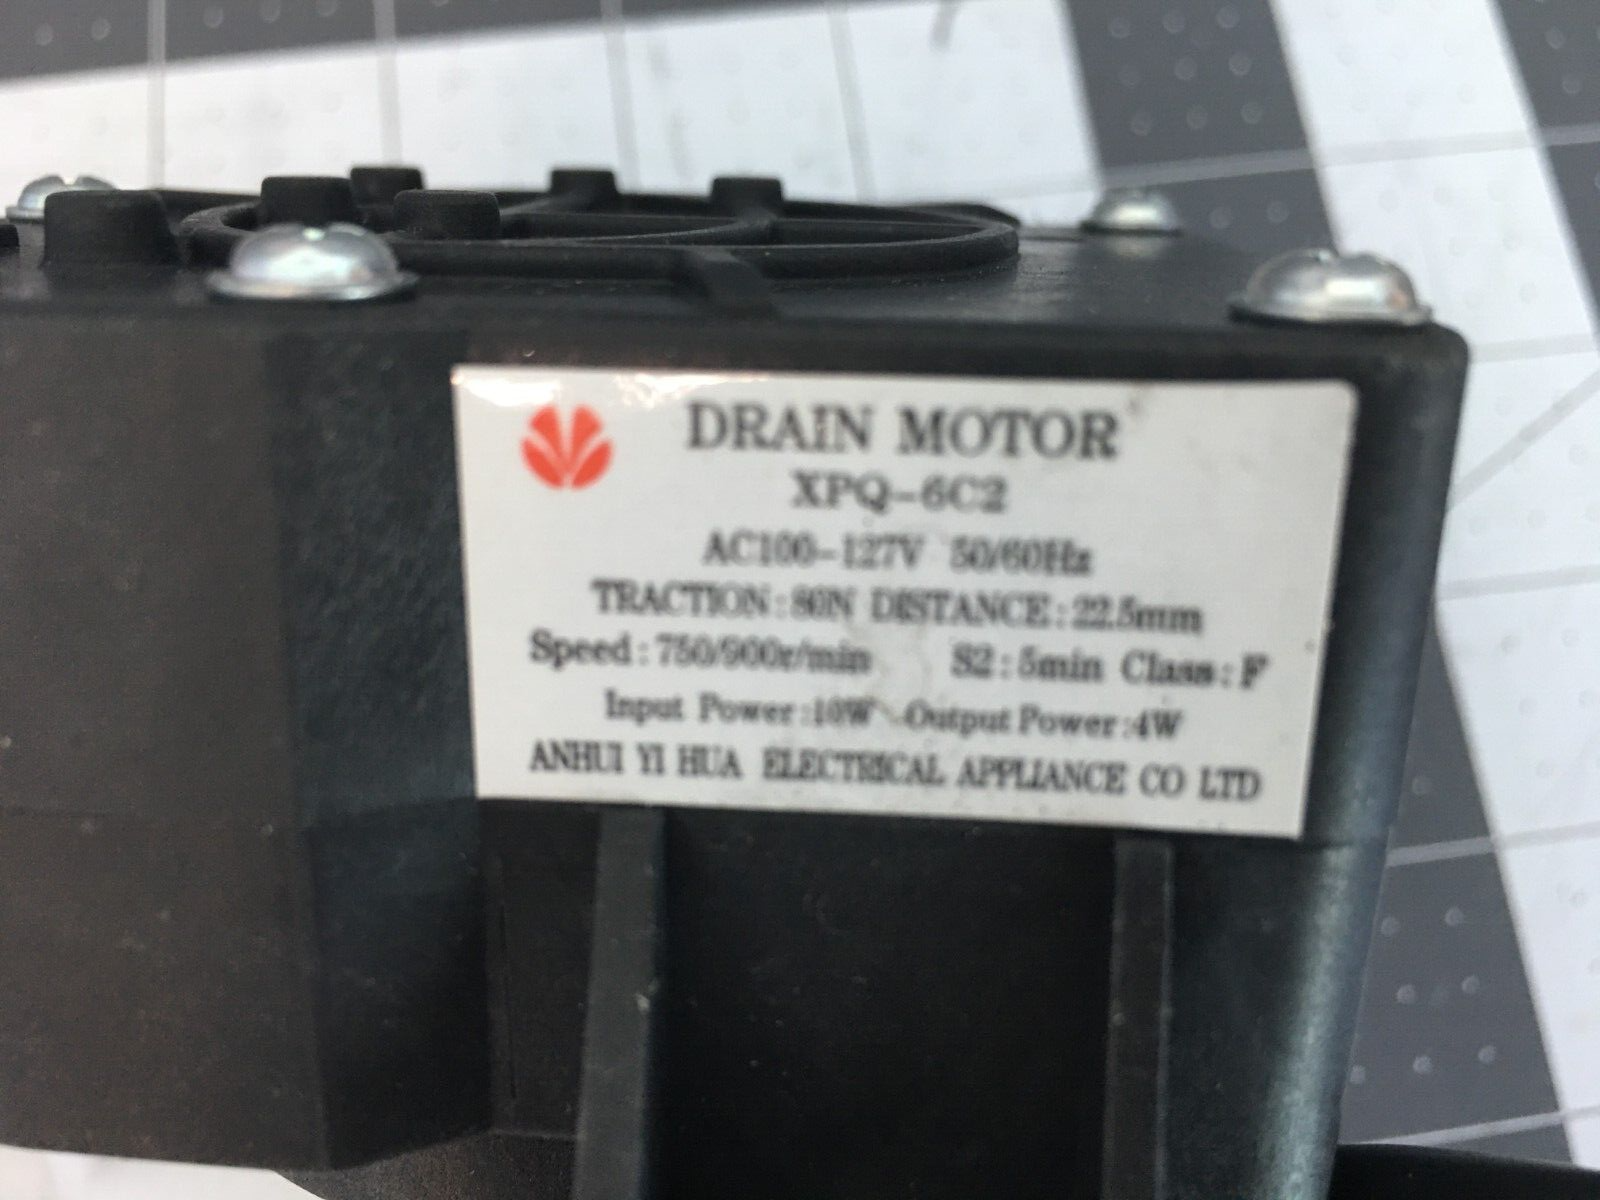 DRAIN MOTOR
XPQ-6C2
AC100-127V 50/60Hz
TRACTION:80N DISTANCE:22.5mm
Speed:750/900r/min S2:5min Class:F
Input Power:10W Output Power:4W
ANHUI YI HUA ELECTRICAL APPLIANCE CO LTD